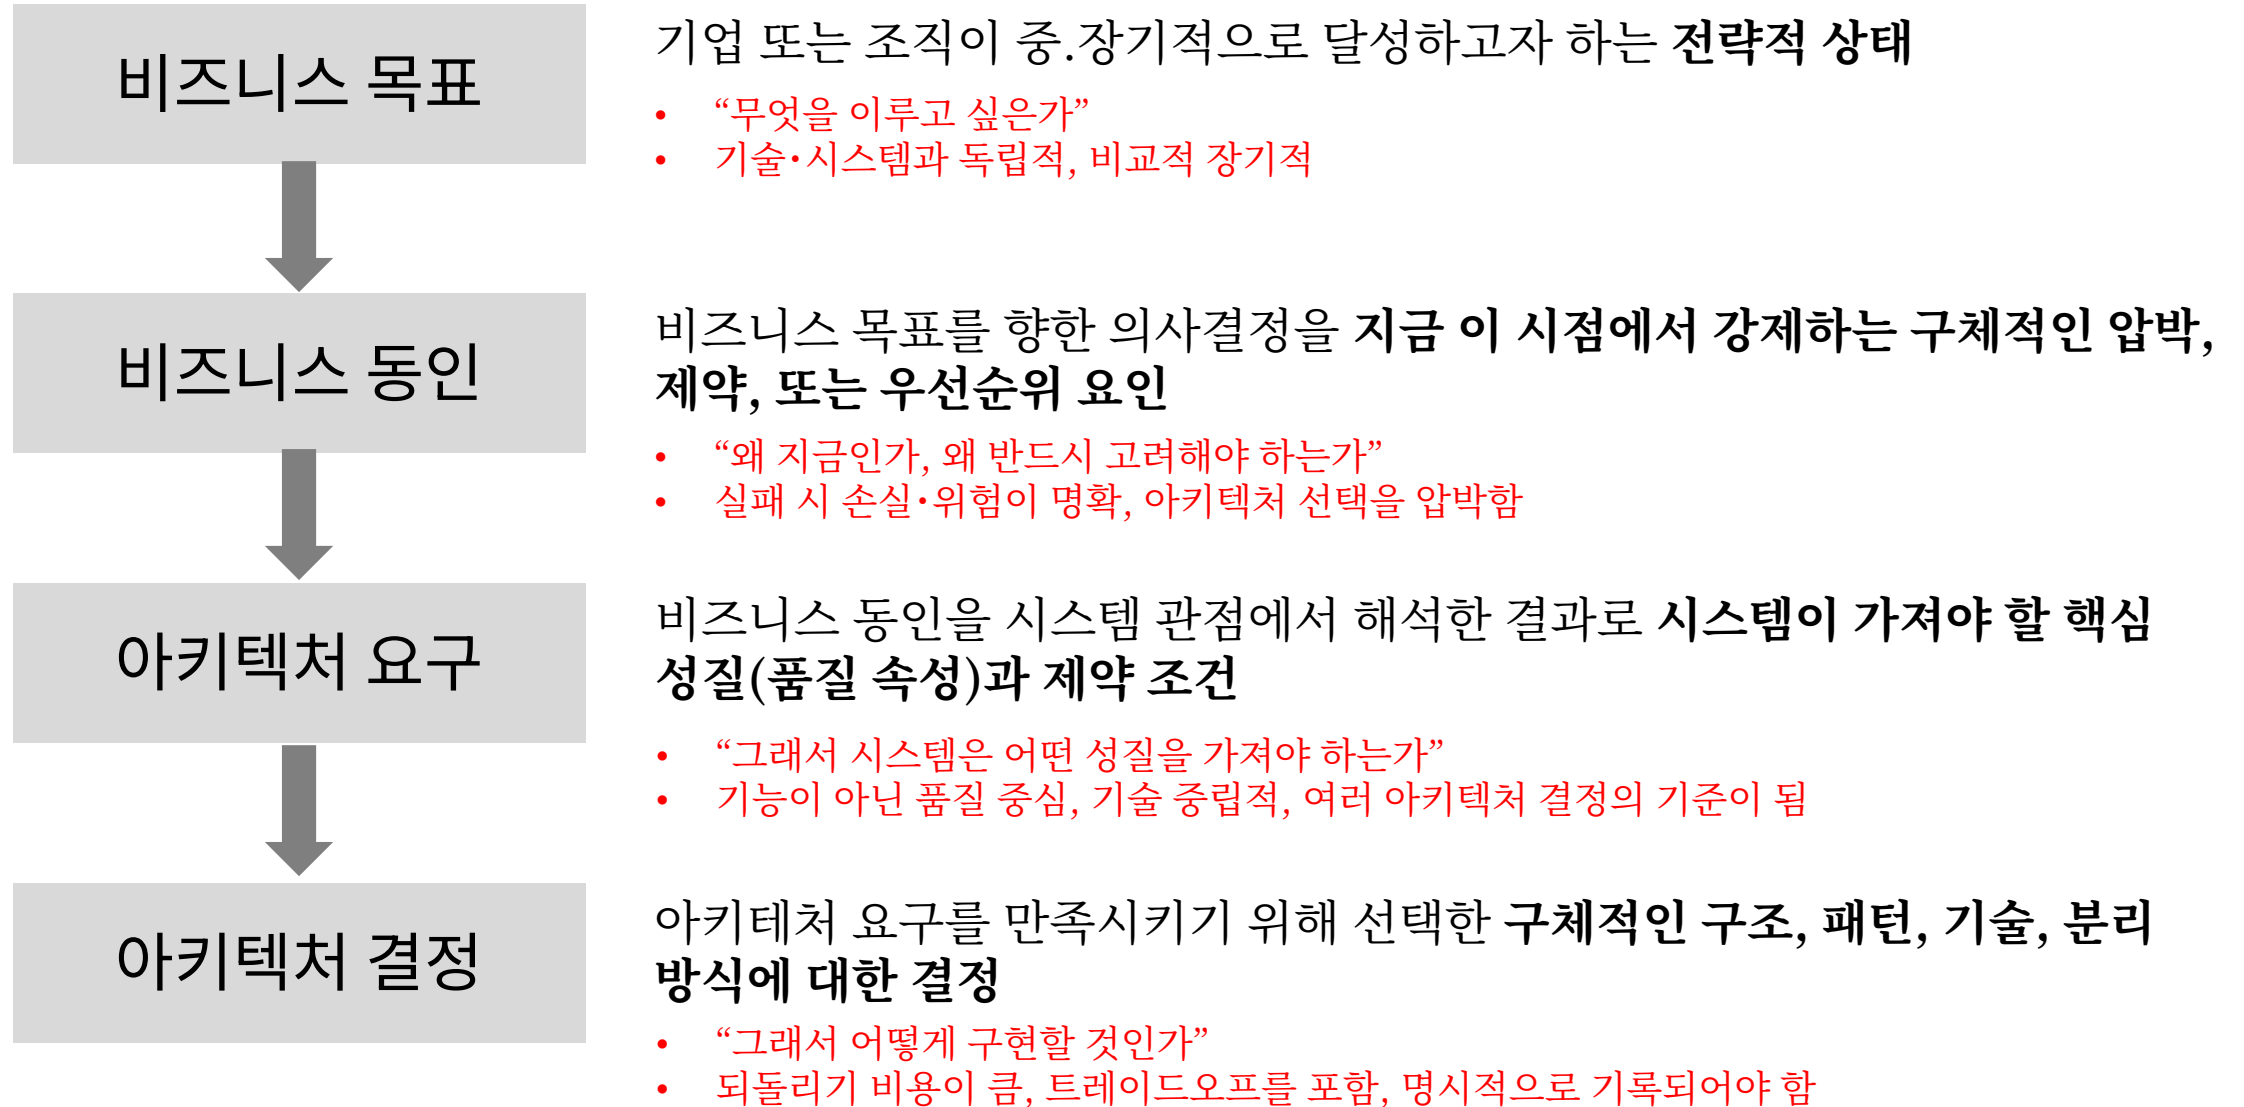 비즈니스 목표
기업 또는 조직이 중.장기적으로 달성하고자 하는 전략적 상태
• “무엇을 이루고 싶은가”
• 기술･시스템과 독립적, 비교적 장기적
비즈니스 동인
비즈니스 목표를 향한 의사결정을 지금 이 시점에서 강제하는 구체적인 압박,
제약, 또는 우선순위 요인
• “왜 지금인가, 왜 반드시 고려해야 하는가”
• 실패 시 손실･위험이 명확, 아키텍처 선택을 압박함
아키텍처 요구
비즈니스 동인을 시스템 관점에서 해석한 결과로 시스템이 가져야 할 핵심
성질(품질 속성)과 제약 조건
• “그래서 시스템은 어떤 성질을 가져야 하는가”
• 기능이 아닌 품질 중심, 기술 중립적, 여러 아키텍처 결정의 기준이 됨
아키텍처 결정
아키테처 요구를 만족시키기 위해 선택한 구체적인 구조, 패턴, 기술, 분리
방식에 대한 결정
• “그래서 어떻게 구현할 것인가”
• 되돌리기 비용이 큼, 트레이드오프를 포함, 명시적으로 기록되어야 함